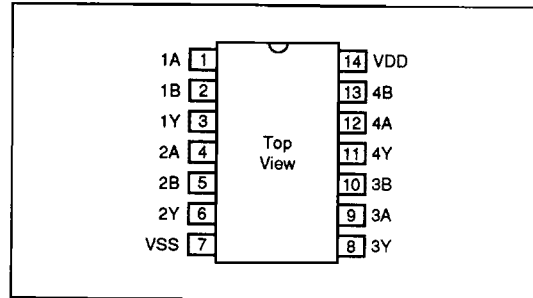 1A 1 14 VDD
1B 2 13 4B
1Y 3 12 4A
2A 4 Top 11 4Y
View
2B 5 10 3B
2Y 6 9 3A
VSS 7 8 3Y